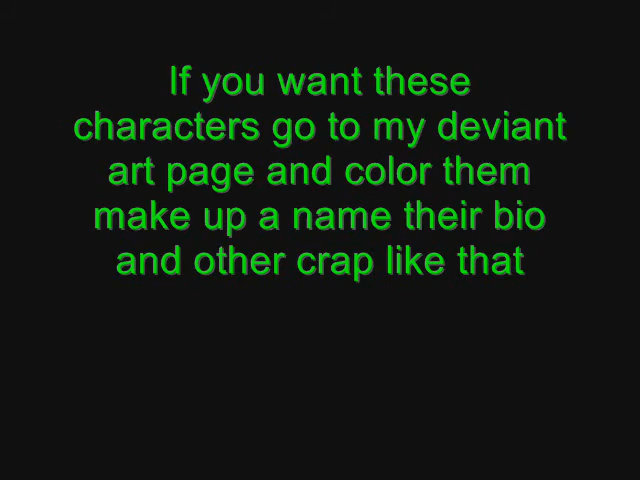 If you want these
characters go to my deviant
art page and color them
make up a name their bio
and other crap like that